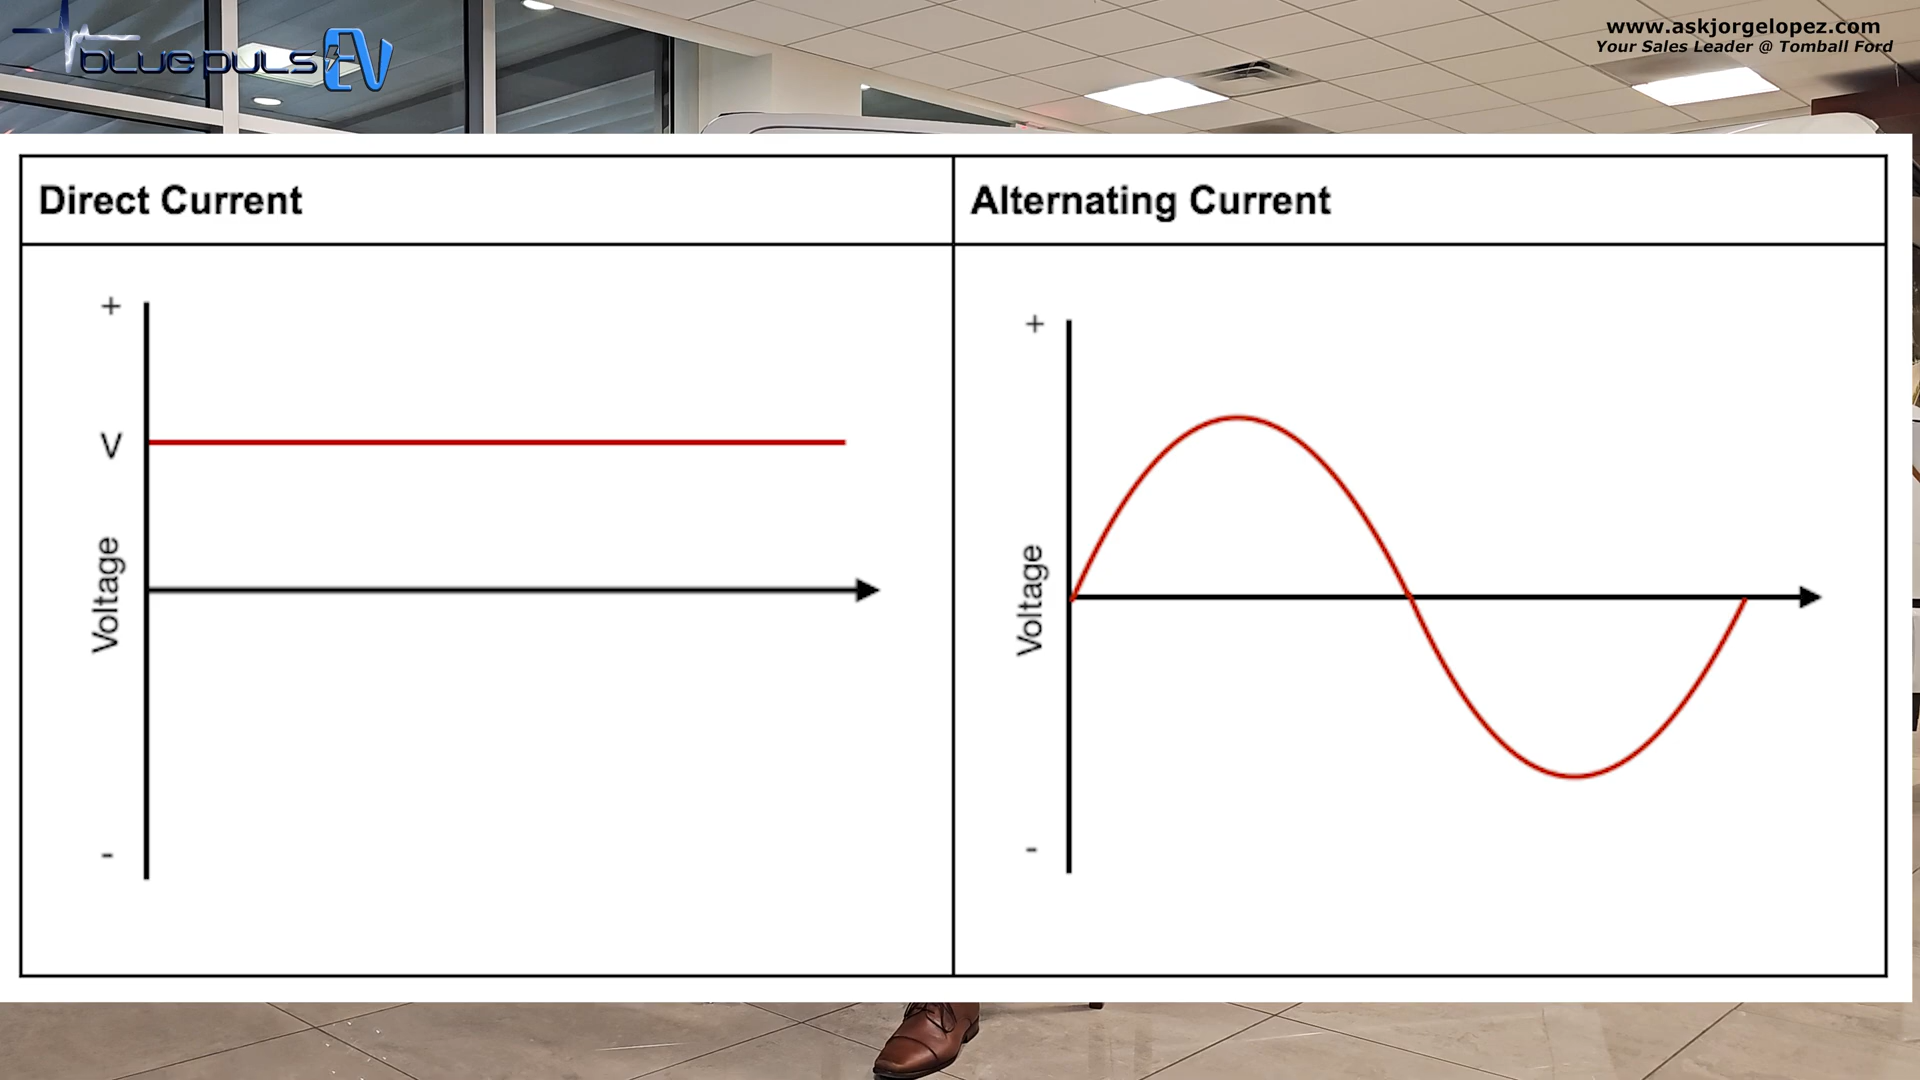 blue pulsEV
www.askjorgelopez.com
Your Sales Leader @ Tomball Ford
Direct Current
Alternating Current
+
V
Voltage
-
+
Voltage
-